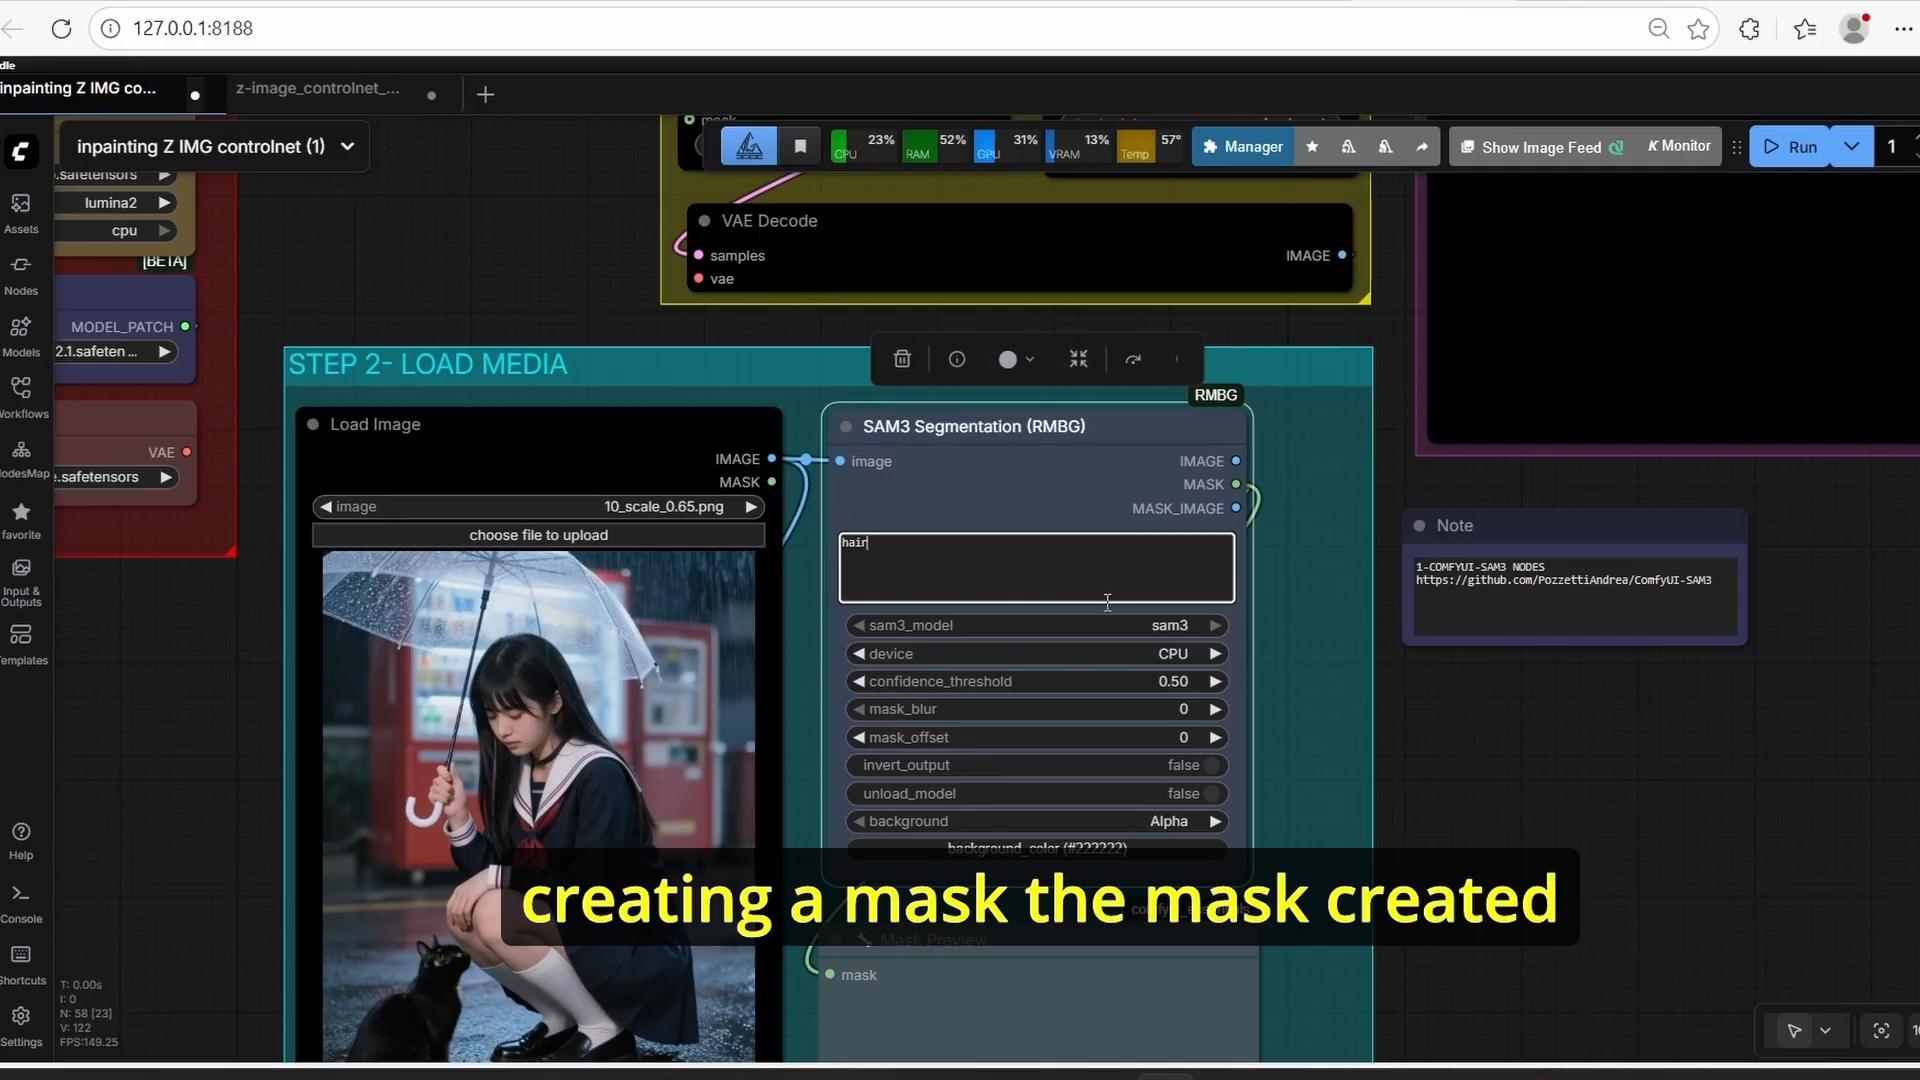 127.0.0.1:8188
dle
inpainting Z IMG co...
z-image_controlnet_...
inpainting Z IMG controlnet (1)
CPU 23%
RAM 52%
GPU 31%
VRAM 13%
Temp 57°
Manager
Show Image Feed
K Monitor
Run
1
.safetensors
lumina2
cpu
[BETA]
MODEL_PATCH
2.1.safeten ...
VAE
e.safetensors
Assets
Nodes
Models
Workflows
NodesMap
favorite
Input &
Outputs
Templates
Help
Console
Shortcuts
Settings
T: 0.00s
I: 0
N: 58 [23]
V: 122
FPS:149.25
mask
VAE Decode
samples
IMAGE
vae
STEP 2- LOAD MEDIA
Load Image
IMAGE
MASK
image 10_scale_0.65.png
choose file to upload
RMBG
SAM3 Segmentation (RMBG)
image
IMAGE
MASK
MASK_IMAGE
hair
sam3_model sam3
device CPU
confidence_threshold 0.50
mask_blur 0
mask_offset 0
invert_output false
unload_model false
background Alpha
background_color (#222222)
Mask Preview
mask
Note
1-COMFYUI-SAM3 NODES
https://github.com/PozzettiAndrea/ComfyUI-SAM3
creating a mask the mask created